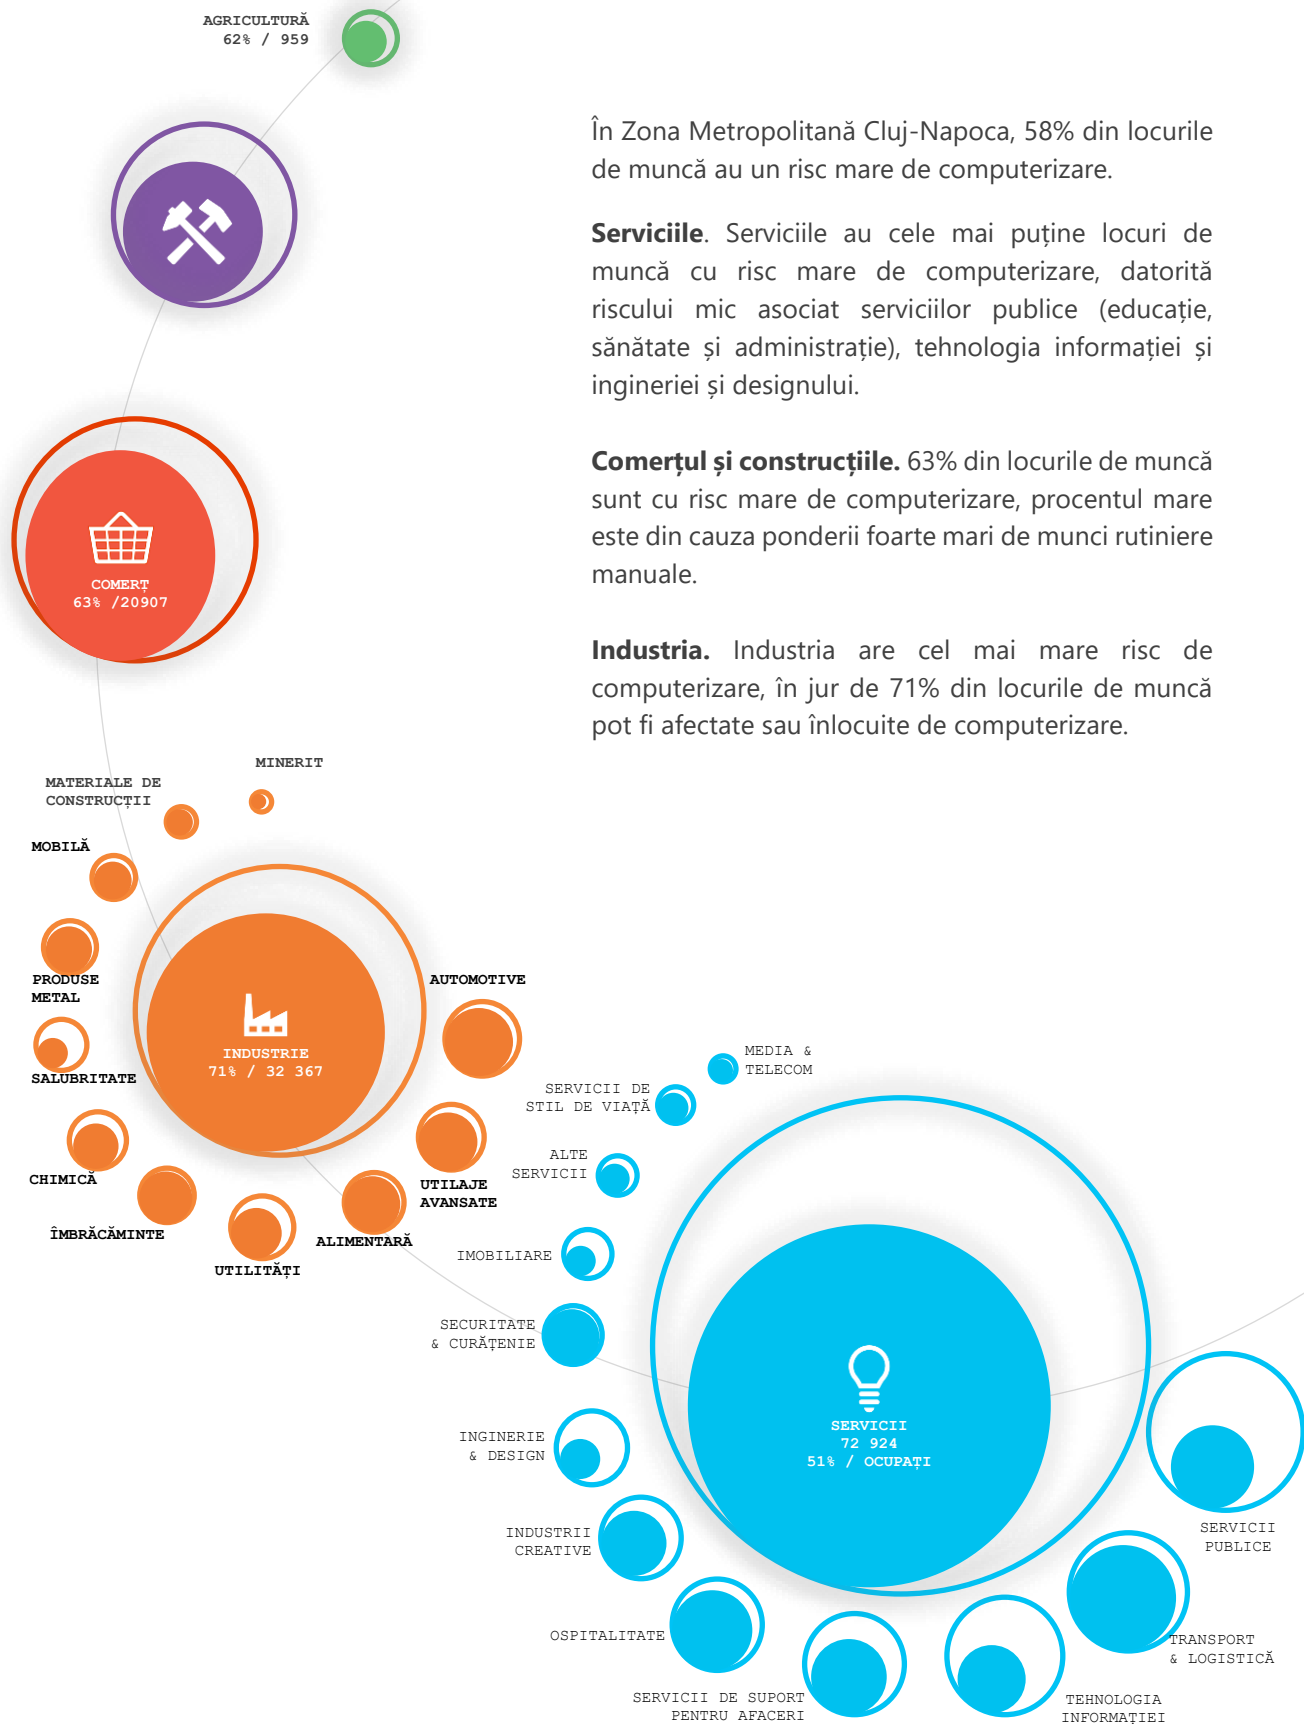 AGRICULTURĂ
62% / 959
În Zona Metropolitană Cluj-Napoca, 58% din locurile
de muncă au un risc mare de computerizare.
Serviciile. Serviciile au cele mai puține locuri de
muncă cu risc mare de computerizare, datorită
riscului mic asociat serviciilor publice (educație,
sănătate și administrație), tehnologia informației și
ingineriei și designului.
Comerțul și construcțiile. 63% din locurile de muncă
sunt cu risc mare de computerizare, procentul mare
este din cauza ponderii foarte mari de munci rutiniere
manuale.
Industria. Industria are cel mai mare risc de
computerizare, în jur de 71% din locurile de muncă
pot fi afectate sau înlocuite de computerizare.
COMERȚ
63% /20907
MINERIT
MATERIALE DE
CONSTRUCȚII
MOBILĂ
PRODUSE
METAL
AUTOMOTIVE
INDUSTRIE
71% / 32 367
SALUBRITATE
CHIMICĂ
UTILAJE
AVANSATE
ÎMBRĂCĂMINTE
ALIMENTARĂ
UTILITĂȚI
MEDIA &
TELECOM
SERVICII DE
STIL DE VIAȚĂ
ALTE
SERVICII
IMOBILIARE
SECURITATE
& CURĂȚENIE
SERVICII
72 924
51% / OCUPAȚI
INGINERIE
& DESIGN
INDUSTRII
CREATIVE
OSPITALITATE
SERVICII DE SUPORT
PENTRU AFACERI
TEHNOLOGIA
INFORMAȚIEI
TRANSPORT
& LOGISTICĂ
SERVICII
PUBLICE